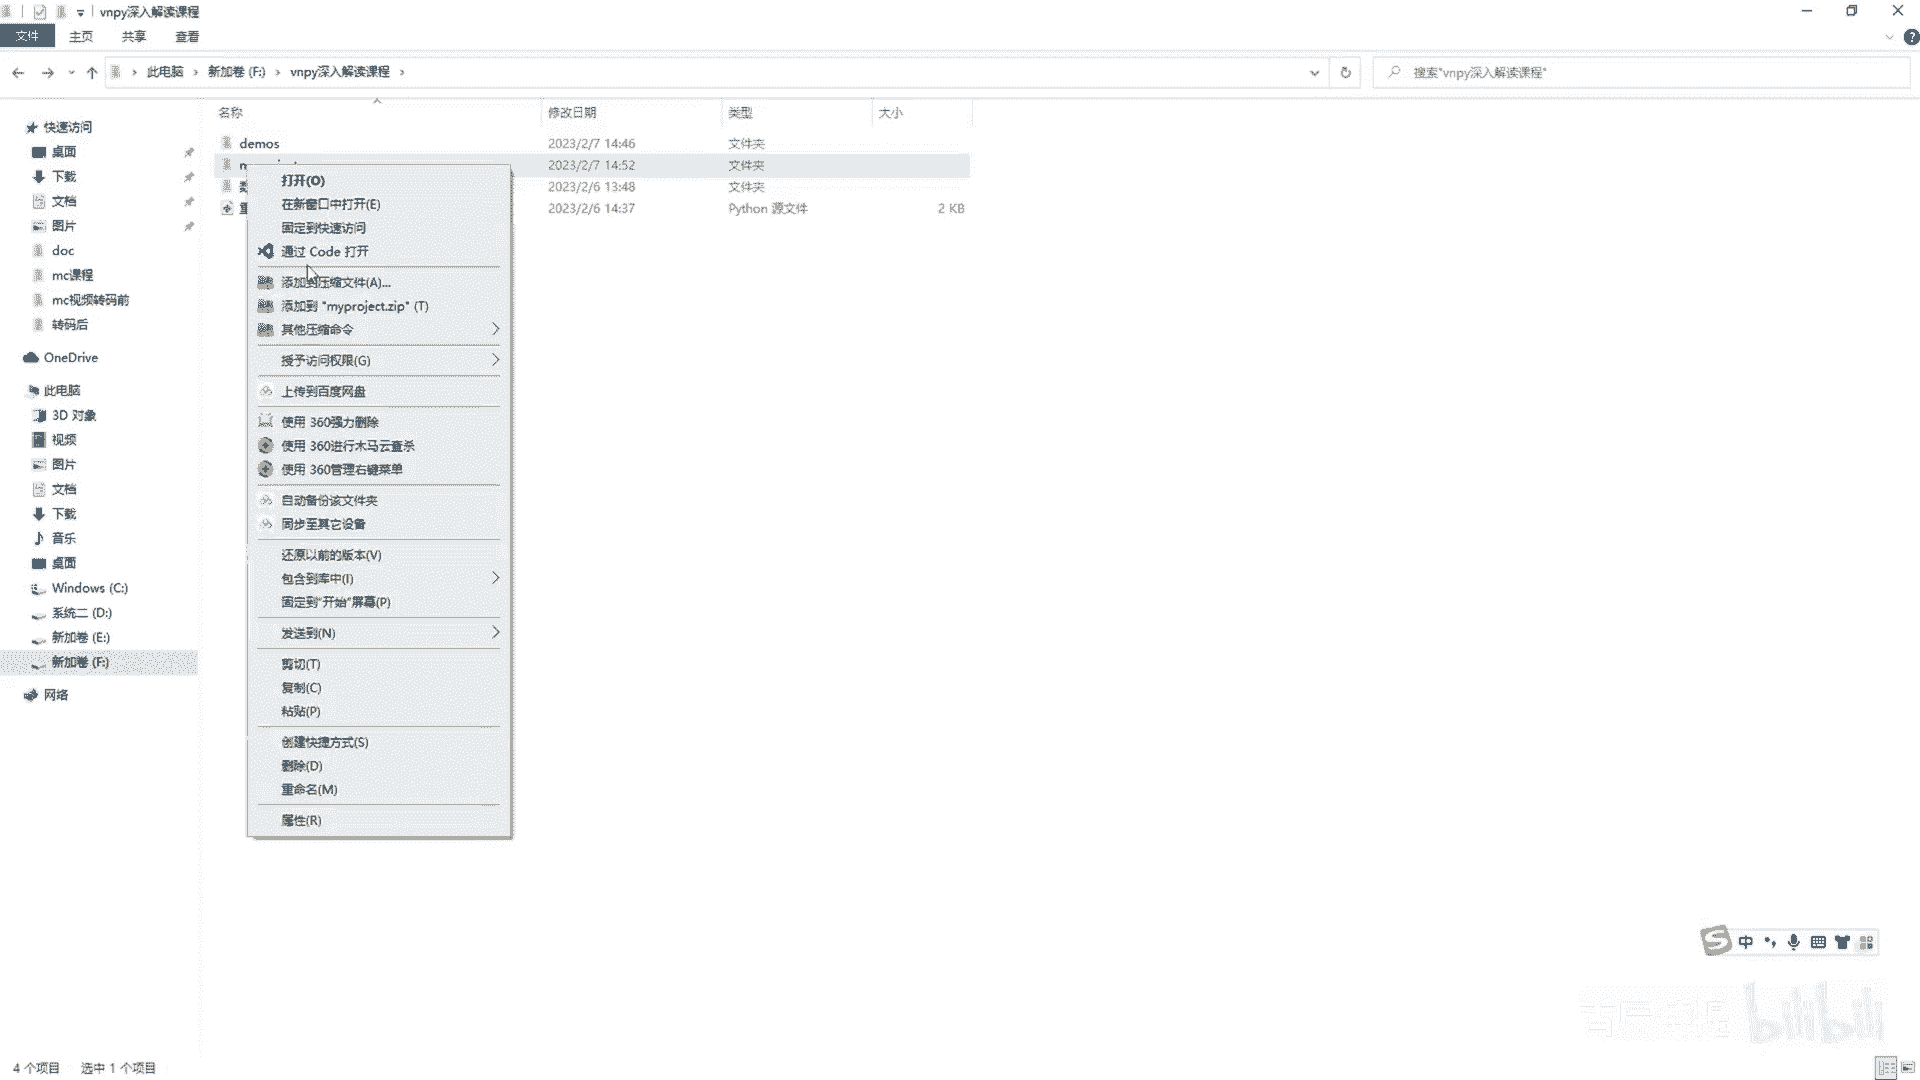 vnpy深入解读课程
文件 主页 共享 查看
此电脑 新加卷 (F:) vnpy深入解读课程
搜索"vnpy深入解读课程"
名称 修改日期 类型 大小
demos 2023/2/7 14:46 文件夹
2023/2/7 14:52 文件夹
2023/2/6 13:48 文件夹
2023/2/6 14:37 Python 源文件 2 KB
快速访问
桌面
下载
文档
图片
doc
mc课程
mc视频转码前
转码后
OneDrive
此电脑
3D 对象
视频
图片
文档
下载
音乐
桌面
Windows (C:)
系统二 (D:)
新加卷 (E:)
新加卷 (F:)
网络
打开(O)
在新窗口中打开(E)
固定到快速访问
通过 Code 打开
添加到压缩文件(A)...
添加到 "myproject.zip" (T)
其他压缩命令
授予访问权限(G)
上传到百度网盘
使用 360强力删除
使用 360进行木马云查杀
使用 360管理右键菜单
自动备份该文件夹
同步至其它设备
还原以前的版本(V)
包含到库中(I)
固定到"开始"屏幕(P)
发送到(N)
剪切(T)
复制(C)
粘贴(P)
创建快捷方式(S)
删除(D)
重命名(M)
属性(R)
中
bilibili
4 个项目 选中 1 个项目